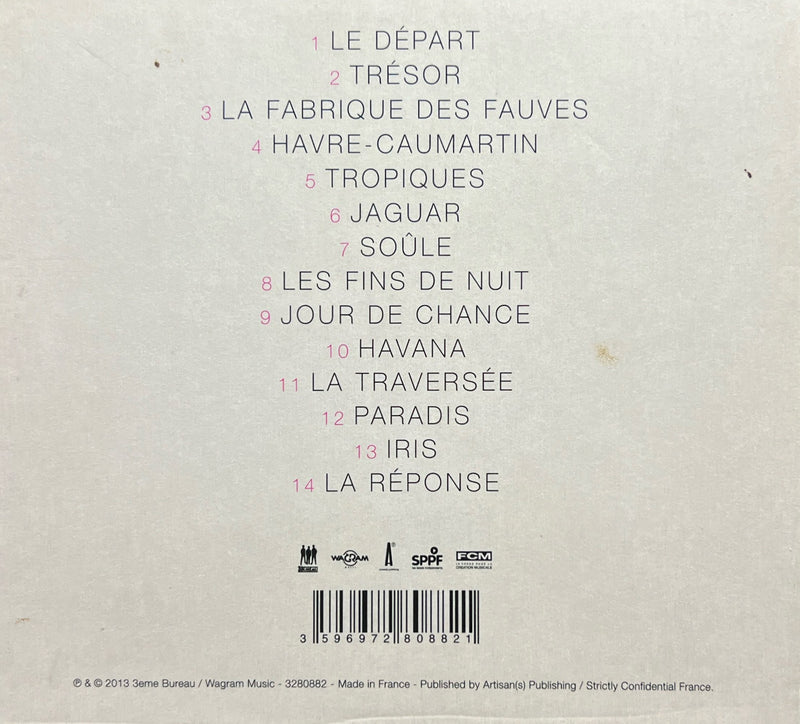 1 LE DÉPART
2 TRÉSOR
3 LA FABRIQUE DES FAUVES
4 HAVRE-CAUMARTIN
5 TROPIQUES
6 JAGUAR
7 SOÛLE
8 LES FINS DE NUIT
9 JOUR DE CHANCE
10 HAVANA
11 LA TRAVERSÉE
12 PARADIS
13 IRIS
14 LA RÉPONSE
WAGRAM A SPPF FCM
CRÉATION MUSICALE
3 596972 808821
℗ & © 2013 3eme Bureau / Wagram Music - 3280882 - Made in France - Published by Artisan(s) Publishing / Strictly Confidential France.